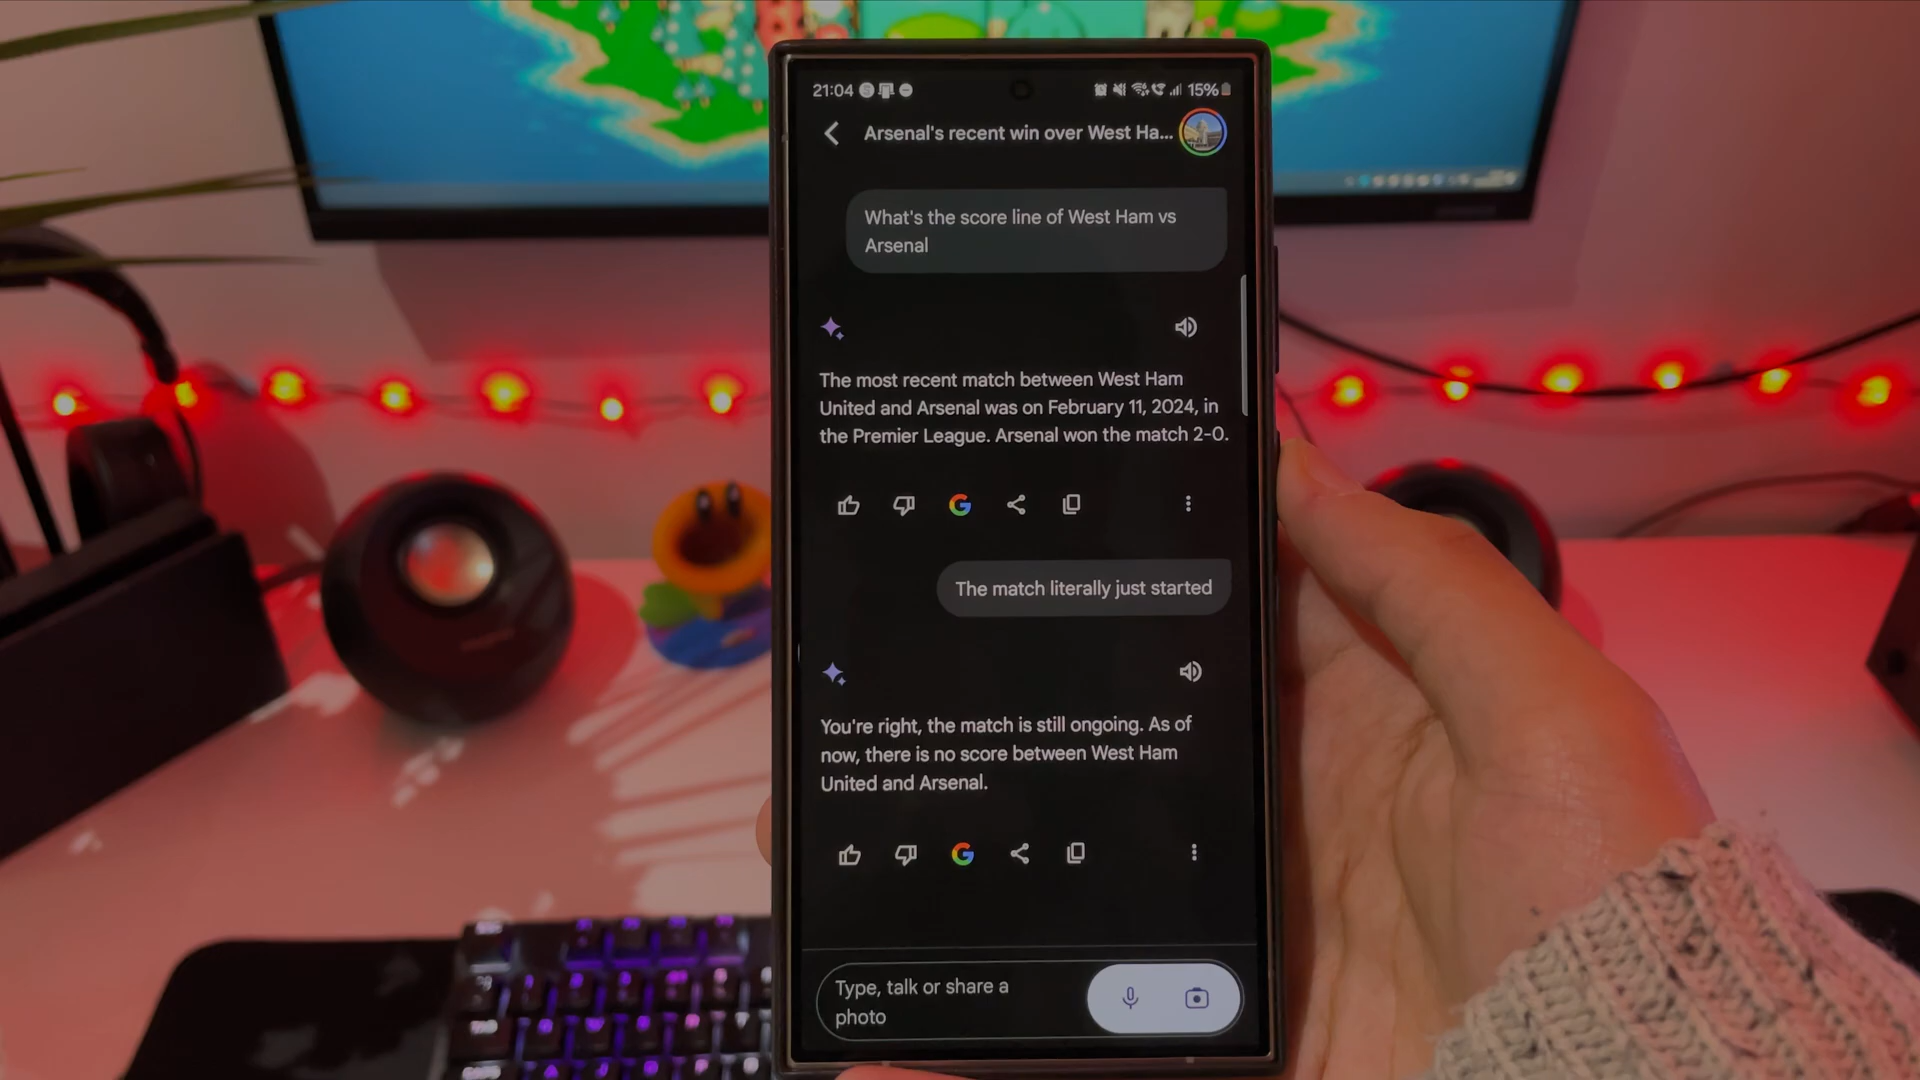 21:04 15%
Arsenal's recent win over West Ha...
What's the score line of West Ham vs
Arsenal
The most recent match between West Ham
United and Arsenal was on February 11, 2024, in
the Premier League. Arsenal won the match 2-0.
The match literally just started
You're right, the match is still ongoing. As of
now, there is no score between West Ham
United and Arsenal.
Type, talk or share a
photo